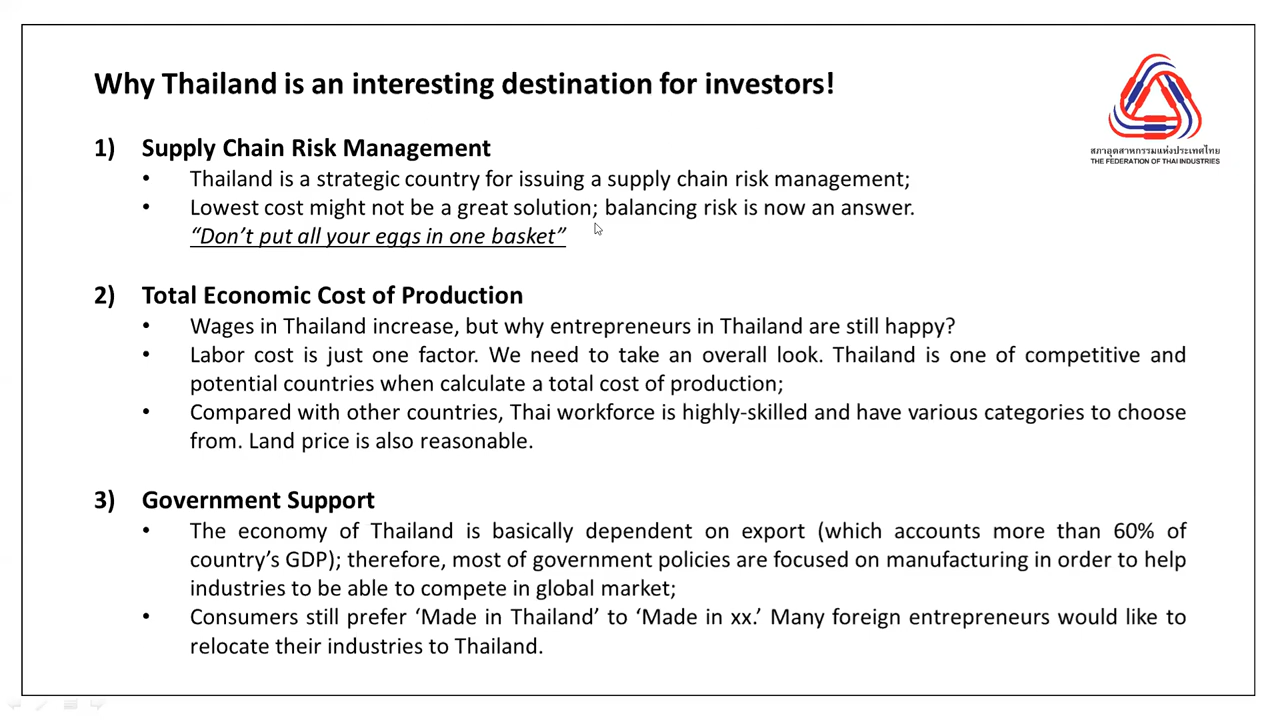 Why Thailand is an interesting destination for investors!
สภาอุตสาหกรรมแห่งประเทศไทย
THE FEDERATION OF THAI INDUSTRIES
1) Supply Chain Risk Management
• Thailand is a strategic country for issuing a supply chain risk management;
• Lowest cost might not be a great solution; balancing risk is now an answer.
“Don’t put all your eggs in one basket”
2) Total Economic Cost of Production
• Wages in Thailand increase, but why entrepreneurs in Thailand are still happy?
• Labor cost is just one factor. We need to take an overall look. Thailand is one of competitive and
potential countries when calculate a total cost of production;
• Compared with other countries, Thai workforce is highly-skilled and have various categories to choose
from. Land price is also reasonable.
3) Government Support
• The economy of Thailand is basically dependent on export (which accounts more than 60% of
country’s GDP); therefore, most of government policies are focused on manufacturing in order to help
industries to be able to compete in global market;
• Consumers still prefer ‘Made in Thailand’ to ‘Made in xx.’ Many foreign entrepreneurs would like to
relocate their industries to Thailand.